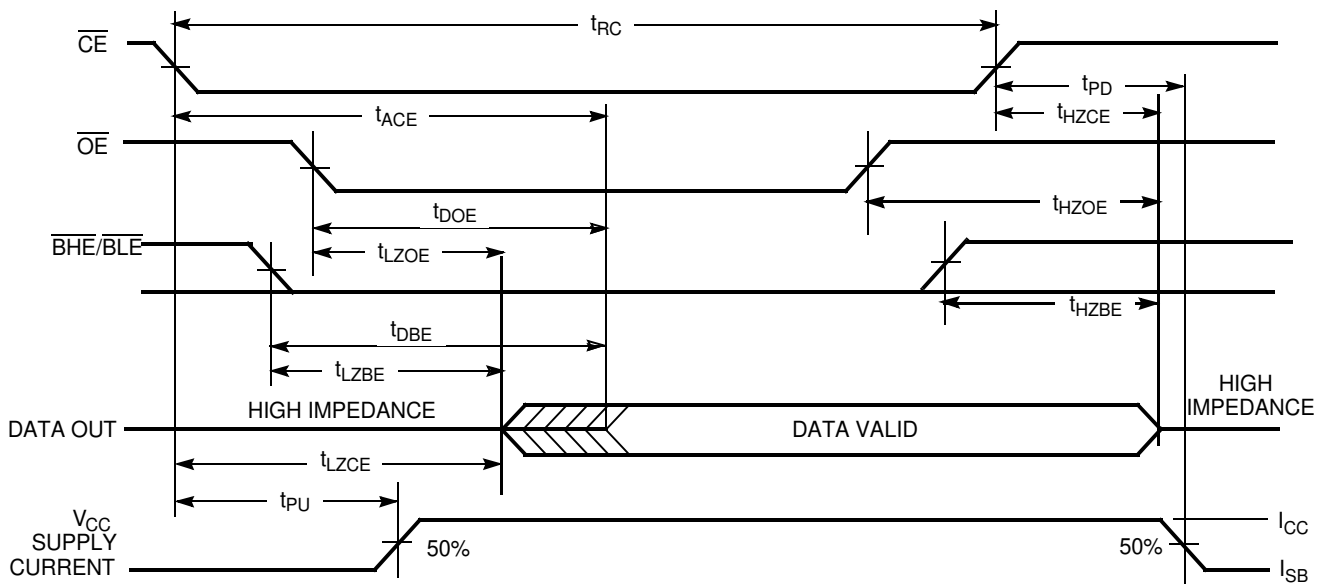 tRC
CE
tPD
tACE
tHZCE
OE
tDOE
tHZOE
BHE/BLE
tLZOE
tHZBE
tDBE
tLZBE
HIGH IMPEDANCE
HIGH
IMPEDANCE
DATA OUT
DATA VALID
tLZCE
tPU
VCC
SUPPLY
CURRENT
50%
50%
ICC
ISB